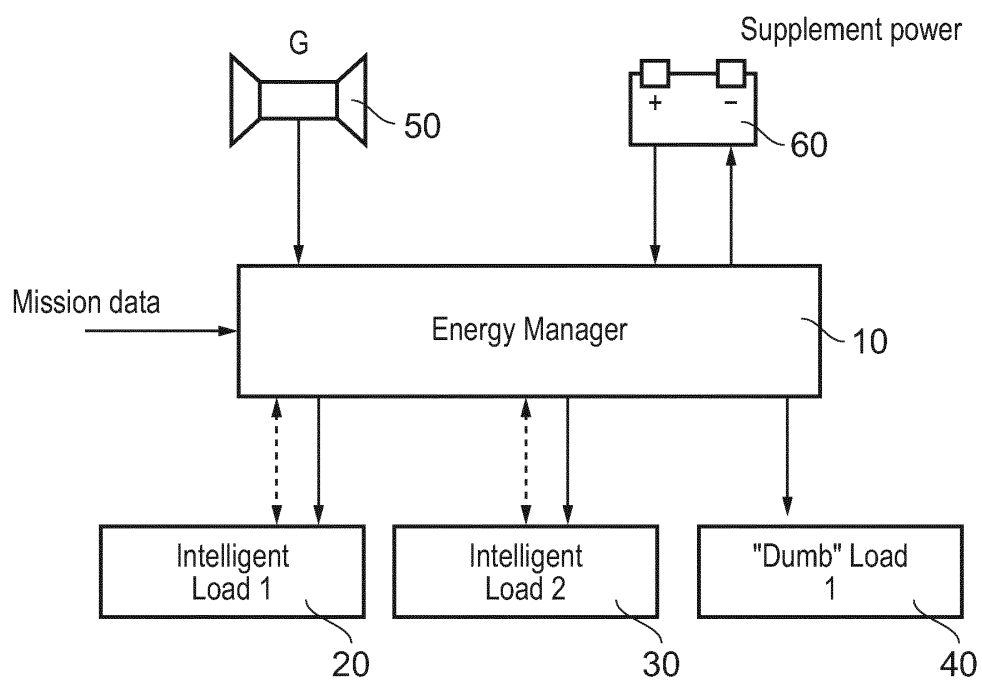 G
Supplement power
+
−
50
60
Mission data
Energy Manager
10
Intelligent
Load 1
Intelligent
Load 2
"Dumb" Load
1
20
30
40